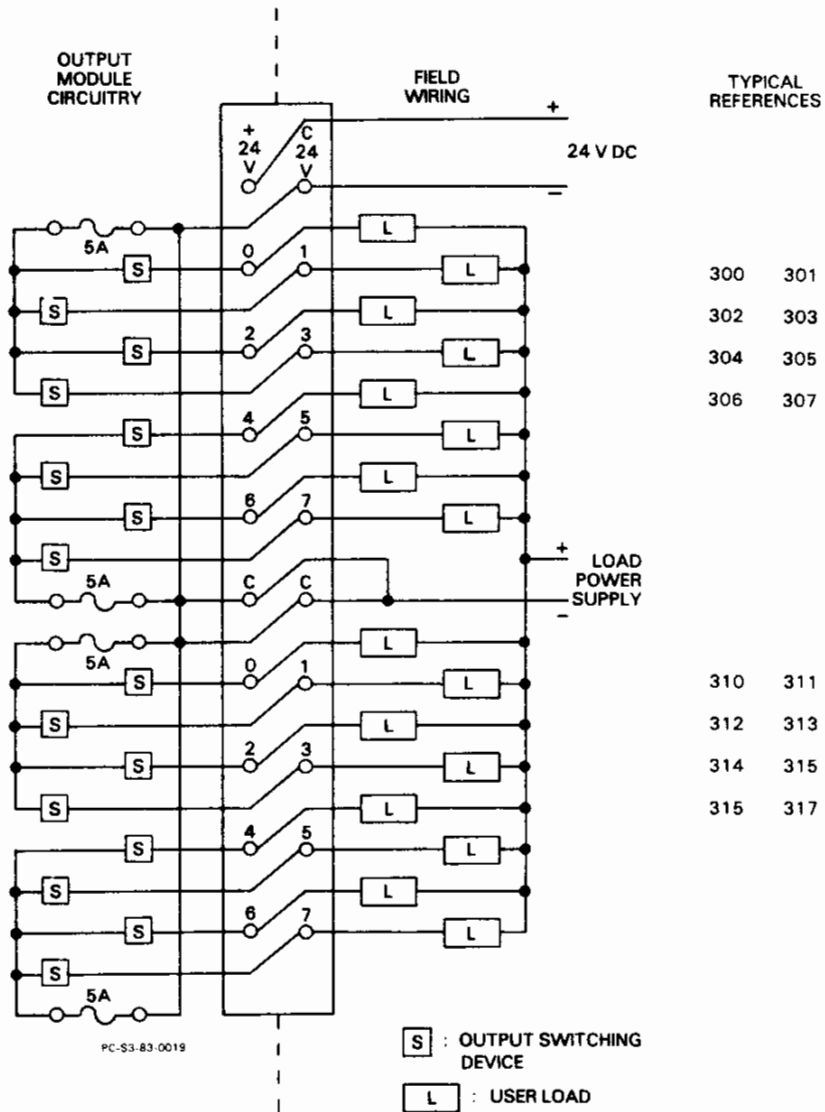 OUTPUT
MODULE
CIRCUITRY
FIELD
WIRING
TYPICAL
REFERENCES
+
24
V
C
24
V
+
24 V DC
–
5A
L
S
0
1
L
300 301
S
L
302 303
S
2
3
L
304 305
S
L
306 307
S
4
5
L
S
L
S
6
7
L
S
+
LOAD
POWER
SUPPLY
–
5A
C
C
5A
L
S
0
1
L
310 311
S
L
312 313
S
2
3
L
314 315
S
L
315 317
S
4
5
L
S
L
S
6
7
L
S
5A
PC-S3-83-0019
S : OUTPUT SWITCHING
DEVICE
L : USER LOAD